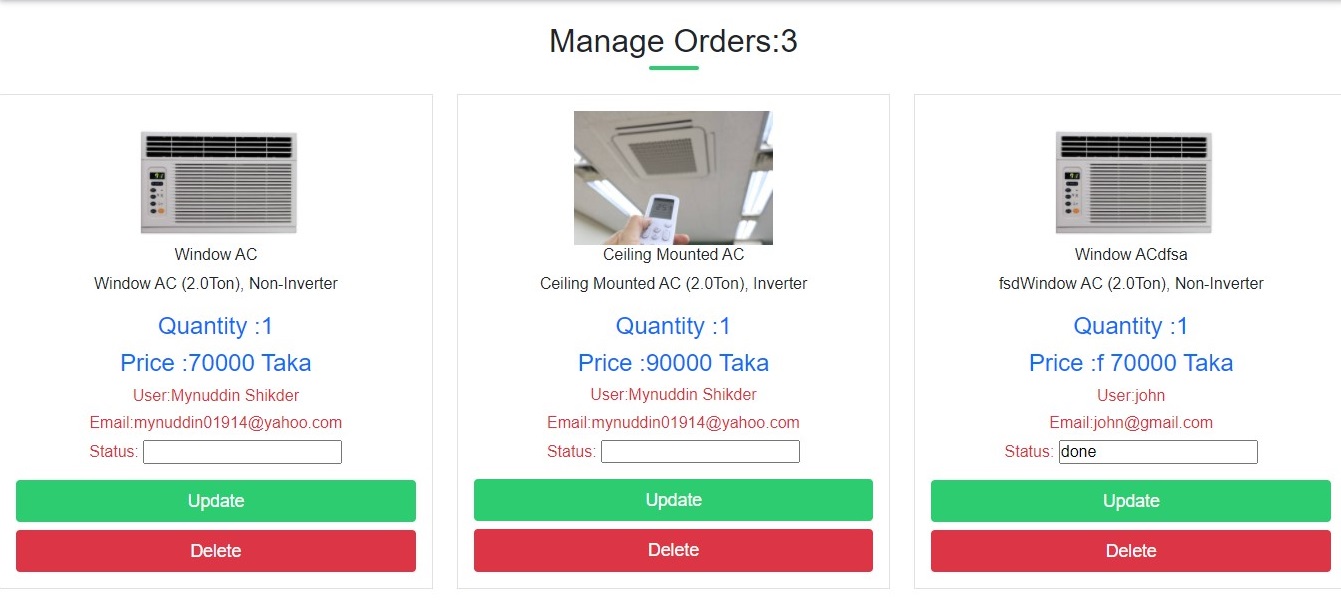 Manage Orders:3
Window AC
Window AC (2.0Ton), Non-Inverter
Quantity :1
Price :70000 Taka
User:Mynuddin Shikder
Email:mynuddin01914@yahoo.com
Status:
Update
Delete
Ceiling Mounted AC
Ceiling Mounted AC (2.0Ton), Inverter
Quantity :1
Price :90000 Taka
User:Mynuddin Shikder
Email:mynuddin01914@yahoo.com
Status:
Update
Delete
Window ACdfsa
fsdWindow AC (2.0Ton), Non-Inverter
Quantity :1
Price :f 70000 Taka
User:john
Email:john@gmail.com
Status: done
Update
Delete